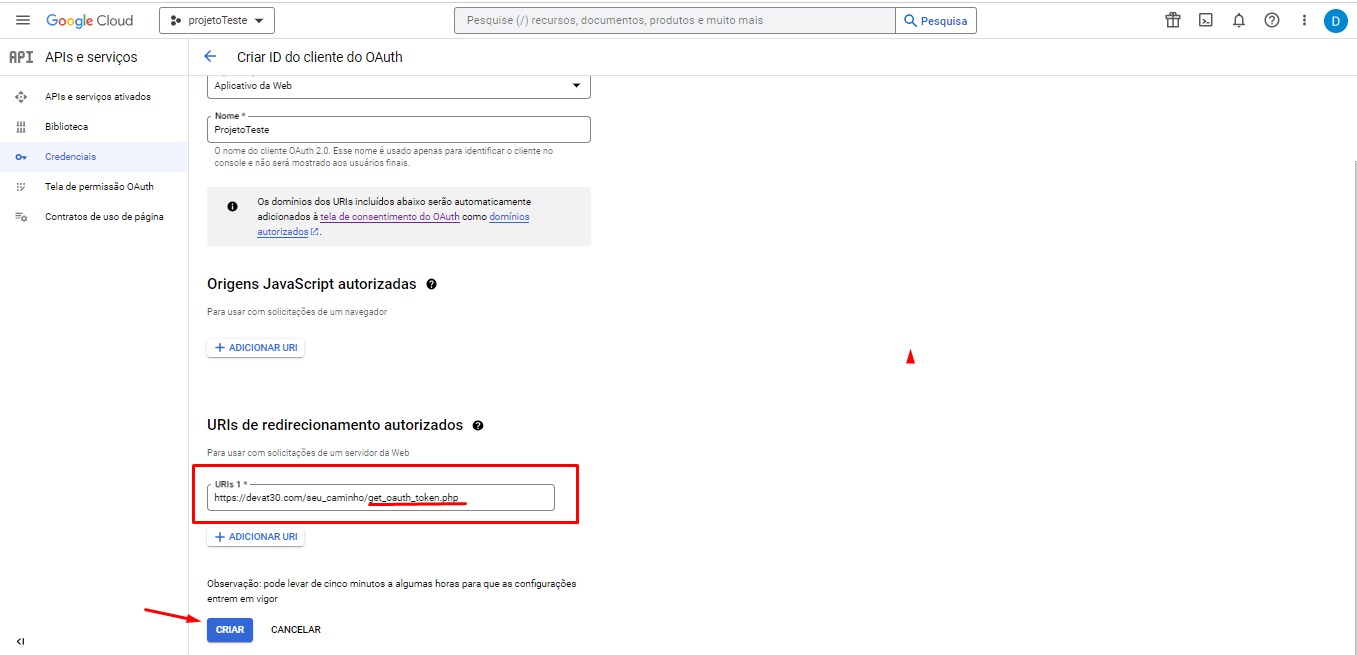 Google Cloud
projetoTeste
Pesquise (/) recursos, documentos, produtos e muito mais
Pesquisa
D
API APIs e serviços
Criar ID do cliente do OAuth
APIs e serviços ativados
Biblioteca
Credenciais
Tela de permissão OAuth
Contratos de uso de página
Aplicativo da Web
Nome *
ProjetoTeste
O nome do cliente OAuth 2.0. Esse nome é usado apenas para identificar o cliente no
console e não será mostrado aos usuários finais.
Os domínios dos URIs incluídos abaixo serão automaticamente
adicionados à tela de consentimento do OAuth como domínios
autorizados.
Origens JavaScript autorizadas
Para usar com solicitações de um navegador
+ ADICIONAR URI
URIs de redirecionamento autorizados
Para usar com solicitações de um servidor da Web
URIs 1 *
https://devat30.com/seu_caminho/get_oauth_token.php
+ ADICIONAR URI
Observação: pode levar de cinco minutos a algumas horas para que as configurações
entrem em vigor
CRIAR
CANCELAR